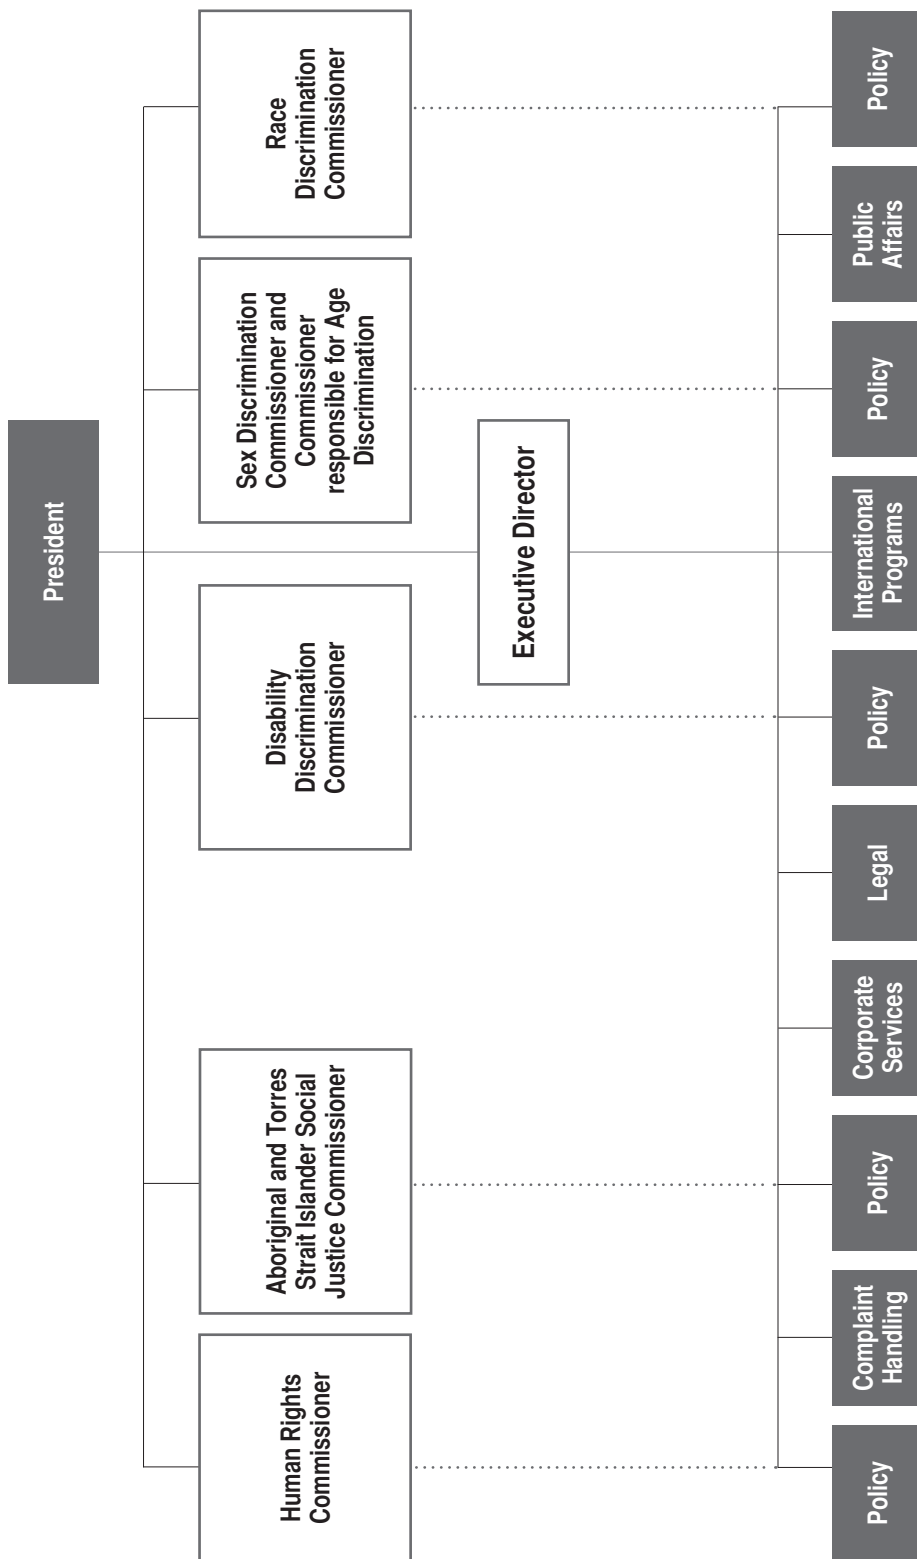 President
Human Rights
Commissioner
Aboriginal and Torres
Strait Islander Social
Justice Commissioner
Disability
Discrimination
Commissioner
Sex Discrimination
Commissioner and
Commissioner
responsible for Age
Discrimination
Race
Discrimination
Commissioner
Executive Director
Policy
Complaint
Handling
Policy
Corporate
Services
Legal
Policy
International
Programs
Policy
Public
Affairs
Policy